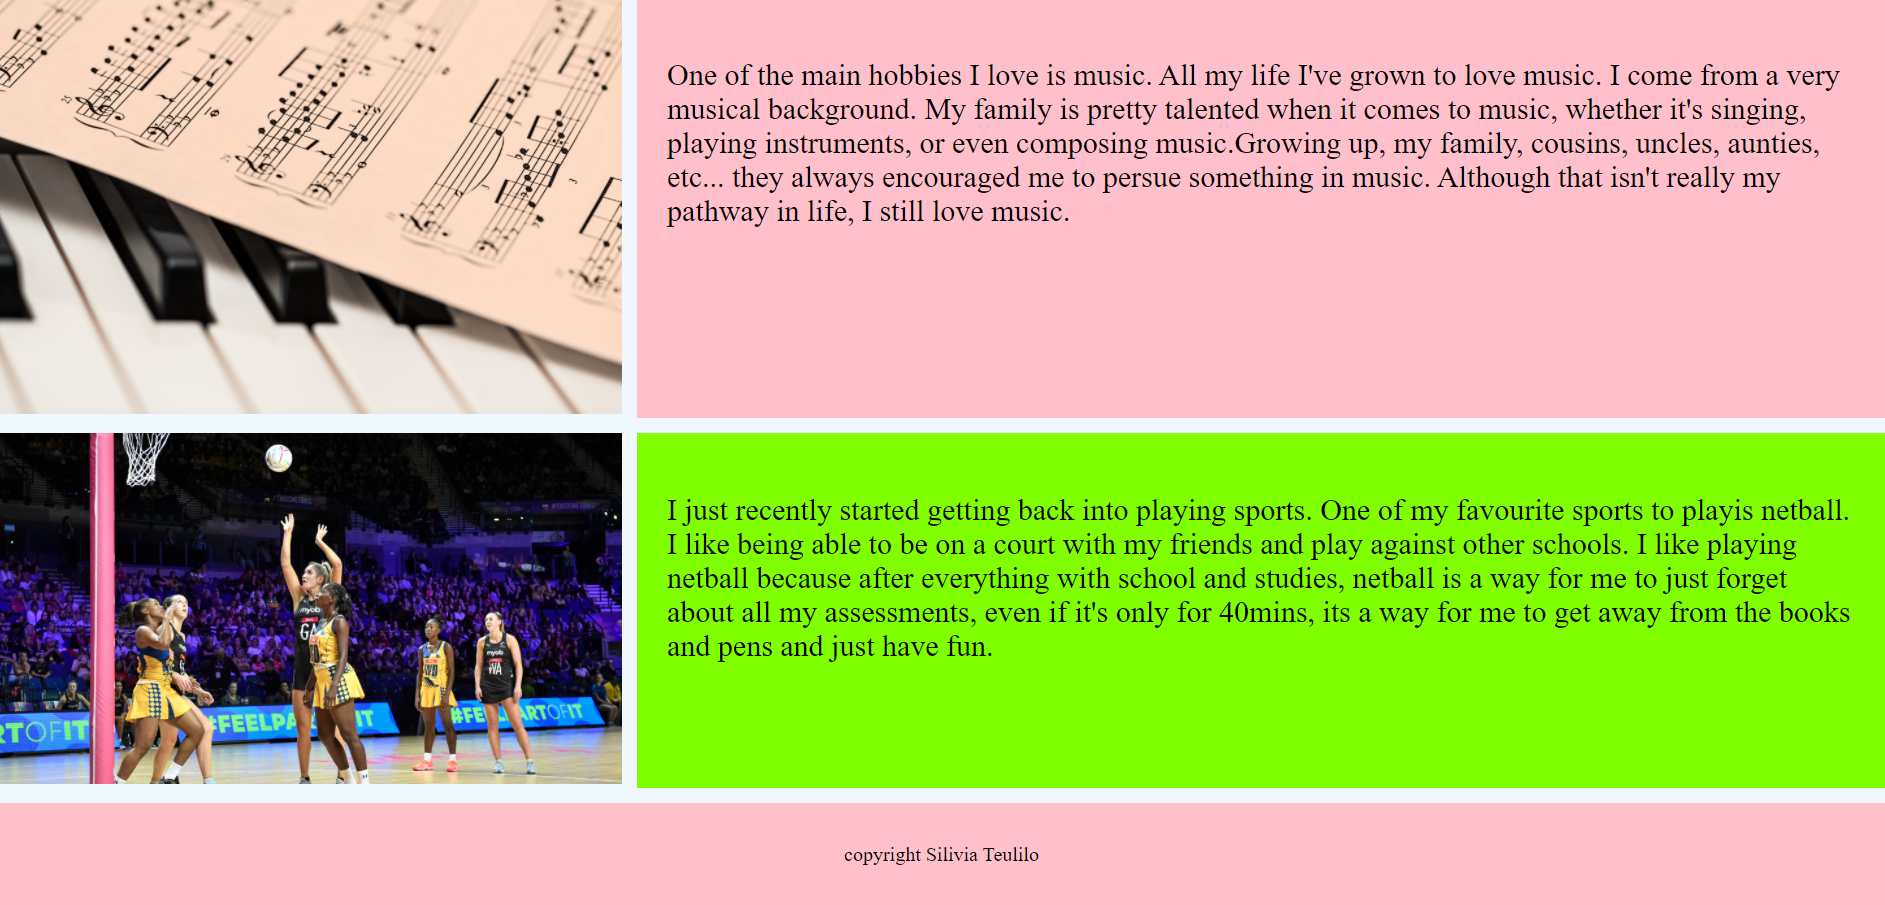 One of the main hobbies I love is music. All my life I've grown to love music. I come from a very
musical background. My family is pretty talented when it comes to music, whether it's singing,
playing instruments, or even composing music.Growing up, my family, cousins, uncles, aunties,
etc... they always encouraged me to persue something in music. Although that isn't really my
pathway in life, I still love music.
I just recently started getting back into playing sports. One of my favourite sports to playis netball.
I like being able to be on a court with my friends and play against other schools. I like playing
netball because after everything with school and studies, netball is a way for me to just forget
about all my assessments, even if it's only for 40mins, its a way for me to get away from the books
and pens and just have fun.
myob
GA
myob
WA
RTOFIT
#FEELPAR IT
#FEEL ARTOFIT
copyright Silivia Teulilo